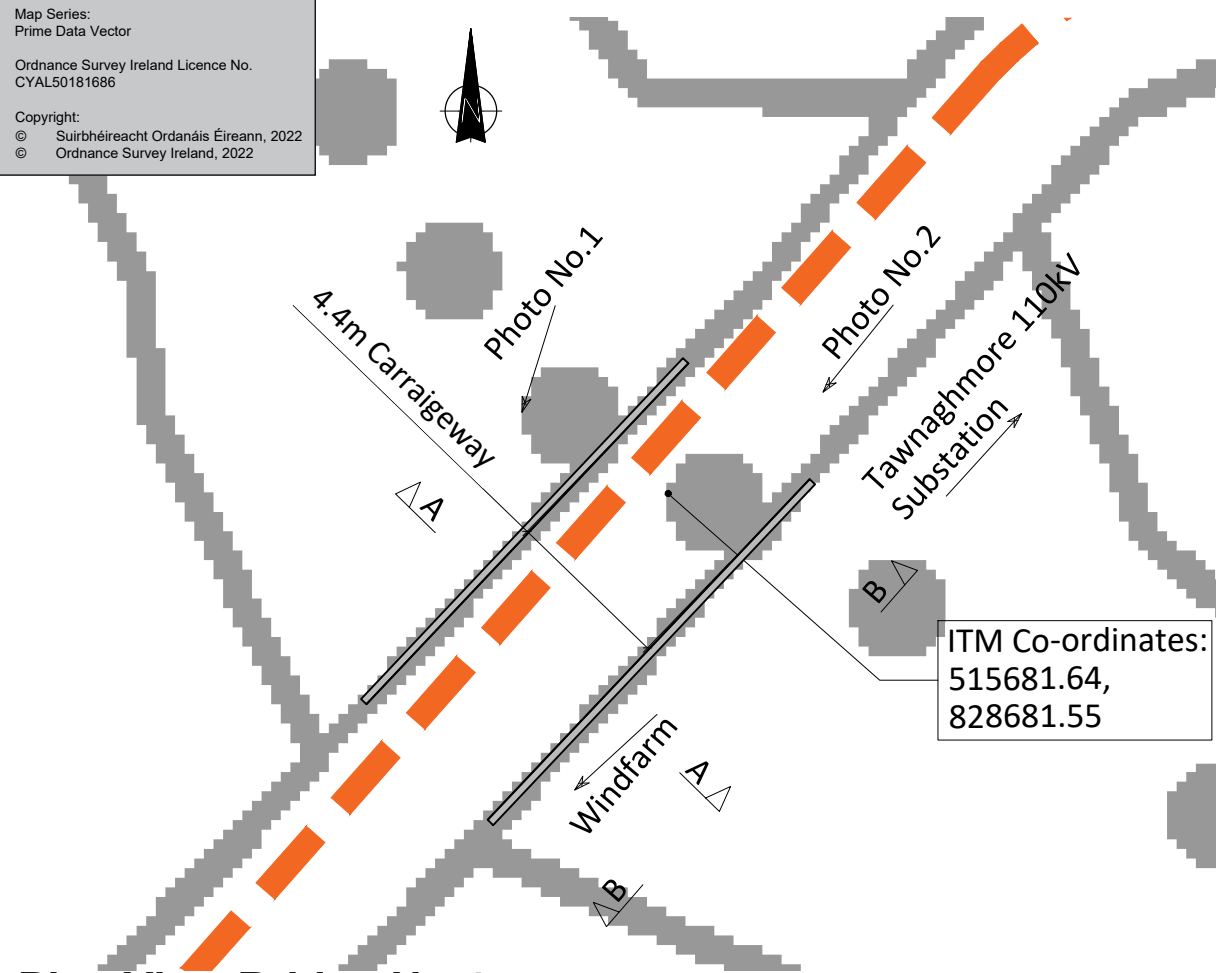 Map Series:
Prime Data Vector
Ordnance Survey Ireland Licence No.
CYAL50181686
Copyright:
© Suirbhéireacht Ordanáis Éireann, 2022
© Ordnance Survey Ireland, 2022
N
Photo No.1
Photo No.2
4.4m Carraigeway
Tawnaghmore 110kV
Substation
A
B
ITM Co-ordinates:
515681.64,
828681.55
Windfarm
A
B